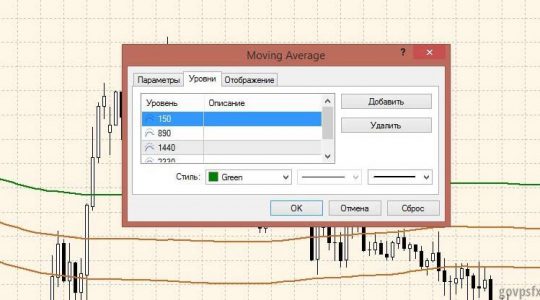 Moving Average
Параметры Уровни Отображение
Уровень Описание
150
890
1440
2330
Добавить
Удалить
Стиль: Green
OK Отмена Сброс
govpsfx